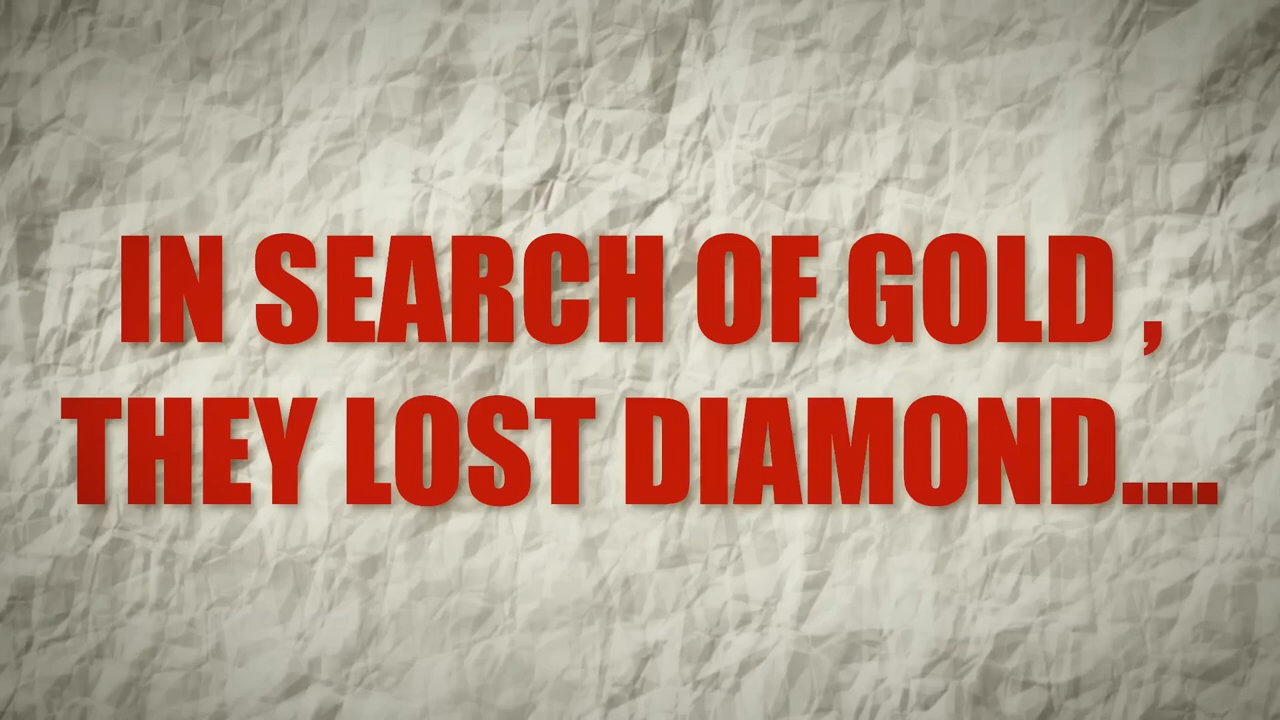 IN SEARCH OF GOLD ,
THEY LOST DIAMOND....